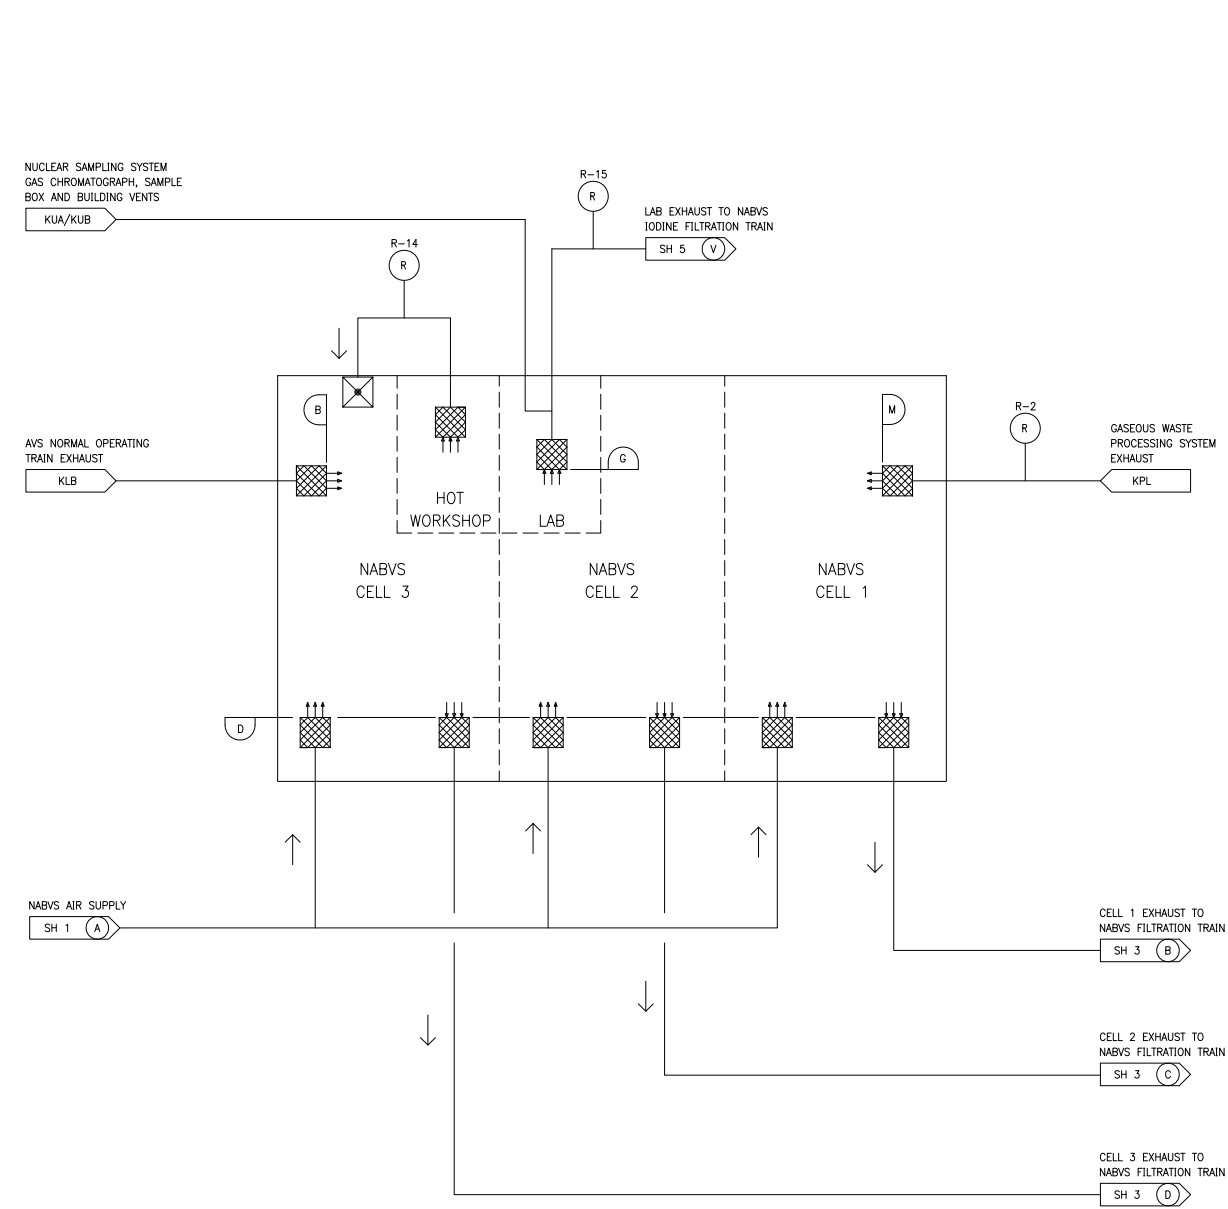 NUCLEAR SAMPLING SYSTEM
GAS CHROMATOGRAPH, SAMPLE
BOX AND BUILDING VENTS
KUA/KUB
R-15
R
LAB EXHAUST TO NABVS
IODINE FILTRATION TRAIN
SH 5 V
R-14
R
B
M
R-2
R
GASEOUS WASTE
PROCESSING SYSTEM
EXHAUST
KPL
AVS NORMAL OPERATING
TRAIN EXHAUST
KLB
G
HOT
WORKSHOP
LAB
NABVS
CELL 3
NABVS
CELL 2
NABVS
CELL 1
D
NABVS AIR SUPPLY
SH 1 A
CELL 1 EXHAUST TO
NABVS FILTRATION TRAIN
SH 3 B
CELL 2 EXHAUST TO
NABVS FILTRATION TRAIN
SH 3 C
CELL 3 EXHAUST TO
NABVS FILTRATION TRAIN
SH 3 D